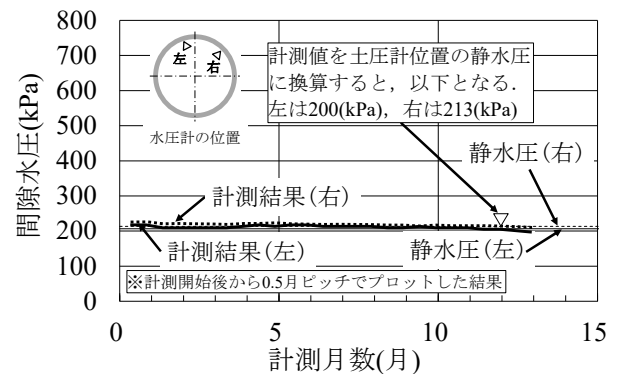 間隙水圧(kPa)
800
700
600
500
400
300
200
100
0
左
右
水圧計の位置
計測値を土圧計位置の静水圧
に換算すると，以下となる．
左は200(kPa)，右は213(kPa)
静水圧(右)
計測結果(右)
計測結果(左)
静水圧(左)
※計測開始後から0.5月ピッチでプロットした結果
0
5
10
15
計測月数(月)